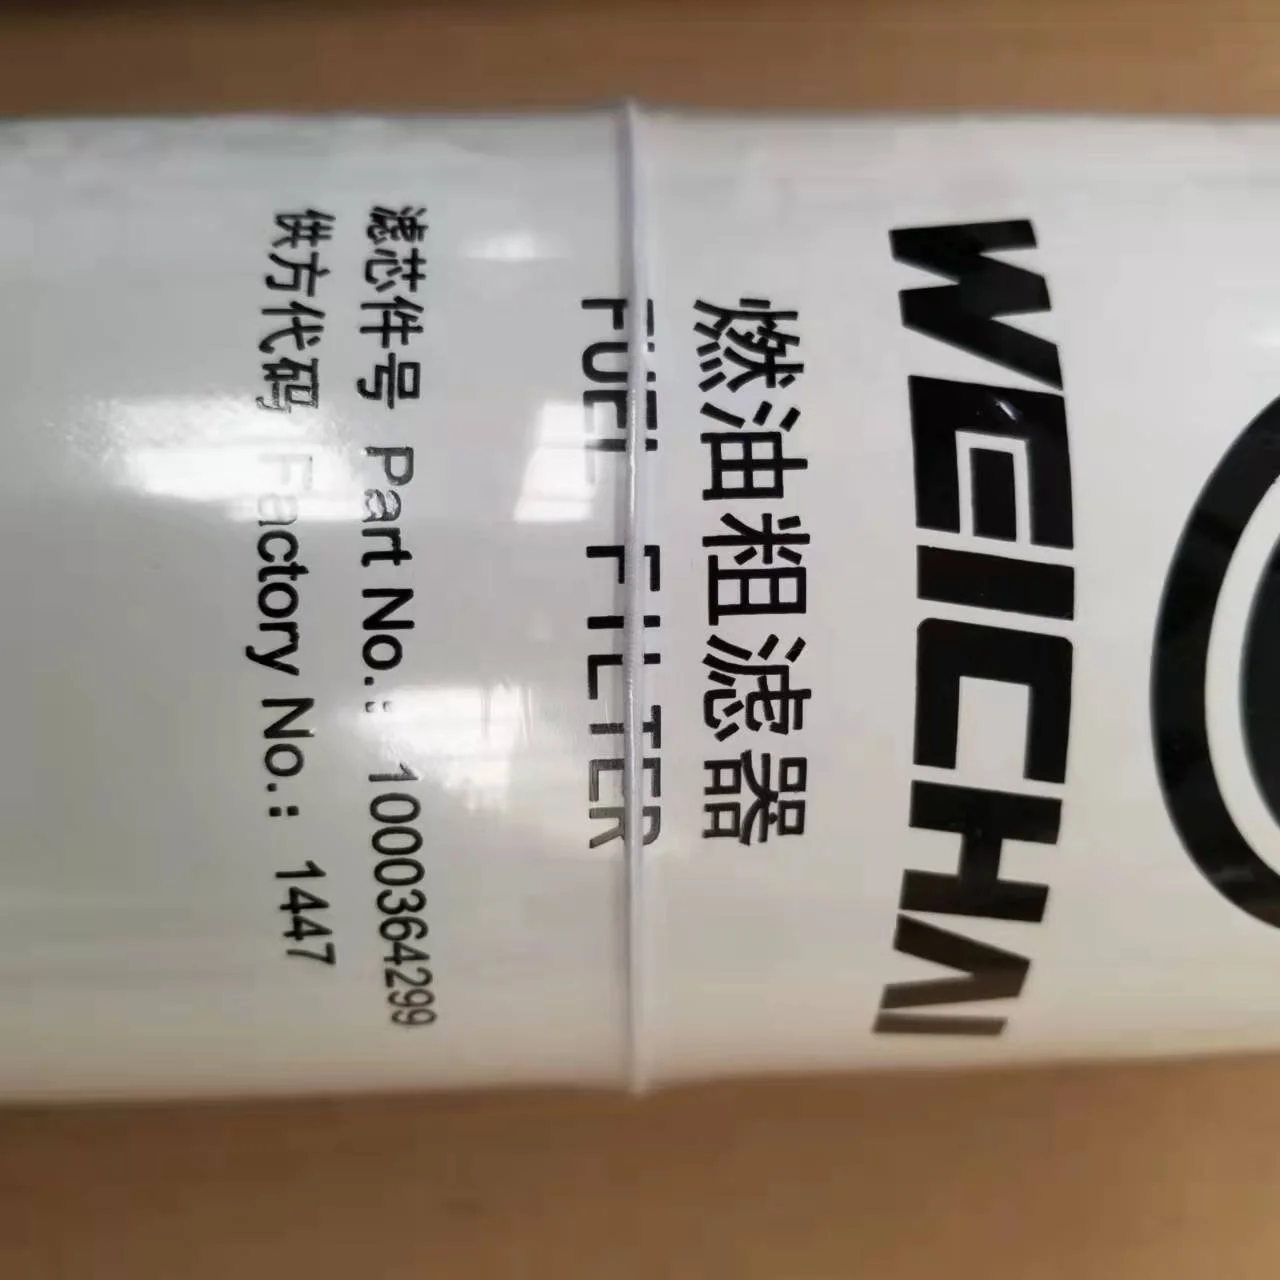 WEICHAI
燃油粗滤器
FUEL FILTER
滤芯件号 Part No.: 1000364299
供方代码 Factory No.: 1447